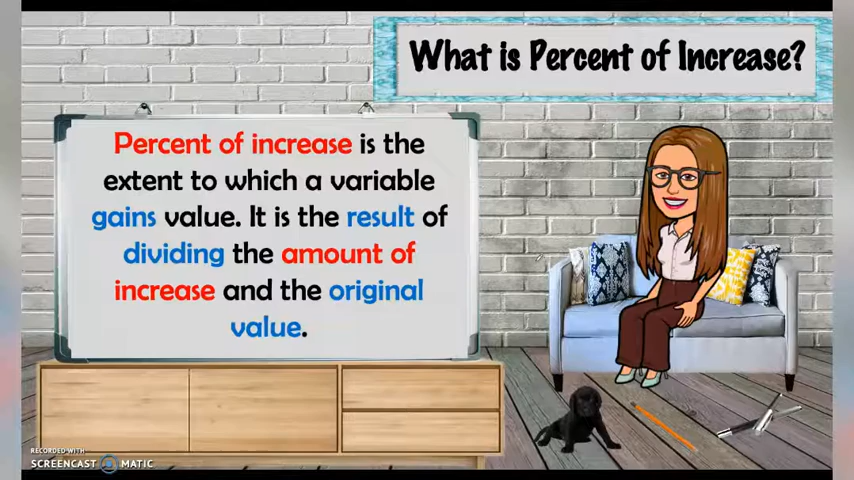 What is Percent of Increase?
Percent of increase is the
extent to which a variable
gains value. It is the result of
dividing the amount of
increase and the original
value.
RECORDED WITH
SCREENCAST MATIC